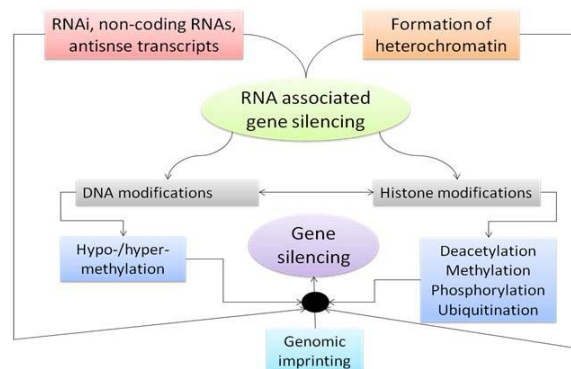 RNAi, non-coding RNAs,
antisnse transcripts
Formation of
heterochromatin
RNA associated
gene silencing
DNA modifications
Histone modifications
Hypo-/hyper-
methylation
Gene
silencing
Deacetylation
Methylation
Phosphorylation
Ubiquitination
Genomic
imprinting